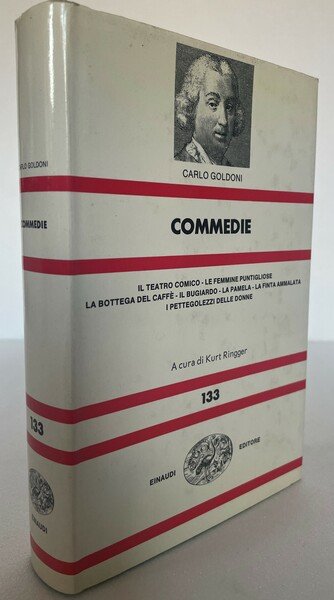 CARLO GOLDONI
COMMEDIE
IL TEATRO COMICO - LE FEMMINE PUNTIGLIOSE
LA BOTTEGA DEL CAFFÈ - IL BUGIARDO - LA PAMELA - LA FINTA AMMALATA
I PETTEGOLEZZI DELLE DONNE
A cura di Kurt Ringger
133
EINAUDI EDITORE
CARLO GOLDONI
COMMEDIE
133
EINAUDI